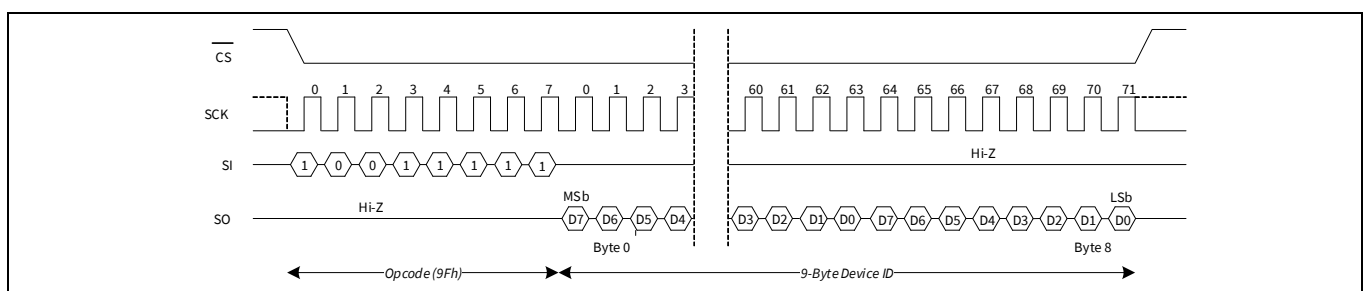 CS
0 1 2 3 4 5 6 7 0 1 2 3 60 61 62 63 64 65 66 67 68 69 70 71
SCK
Hi-Z
SI 1 0 0 1 1 1 1 1
MSb LSb
Hi-Z
SO D7 D6 D5 D4 D3 D2 D1 D0 D7 D6 D5 D4 D3 D2 D1 D0
Byte 0 Byte 8
Opcode (9Fh) 9-Byte Device ID